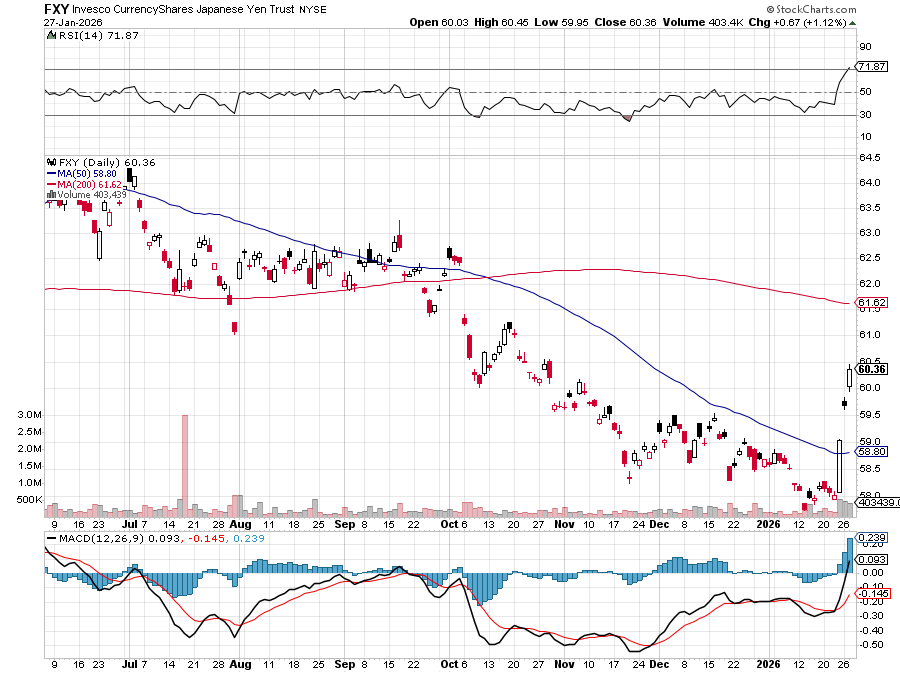 FXY Invesco CurrencyShares Japanese Yen Trust NYSE
© StockCharts.com
27-Jan-2026
Open 60.03 High 60.45 Low 59.95 Close 60.36 Volume 403.4K Chg +0.67 (+1.12%)
RSI(14) 71.87
90
71.87
50
30
10
FXY (Daily) 60.36
MA(50) 58.80
MA(200) 61.62
Volume 403,439
64.5
64.0
63.5
63.0
62.5
62.0
61.62
61.5
61.0
60.5
60.36
60.0
59.5
59.0
58.80
58.5
58.0
403439.0
3.0M
2.5M
2.0M
1.5M
1.0M
500K
9 16 23 Jul 7 14 21 28 Aug 11 18 25 Sep 8 15 22 Oct 6 13 20 27 Nov 10 17 24 Dec 8 15 22 2026 12 20 26
MACD(12,26,9) 0.093, -0.145, 0.239
0.239
0.20
0.093
0.00
-0.10
-0.145
-0.20
-0.30
-0.40
-0.50
9 16 23 Jul 7 14 21 28 Aug 11 18 25 Sep 8 15 22 Oct 6 13 20 27 Nov 10 17 24 Dec 8 15 22 2026 12 20 26